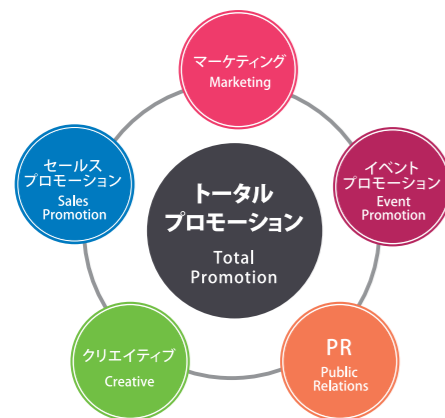 マーケティング
Marketing
セールス
プロモーション
Sales
Promotion
イベント
プロモーション
Event
Promotion
トータル
プロモーション
Total
Promotion
クリエイティブ
Creative
PR
Public
Relations